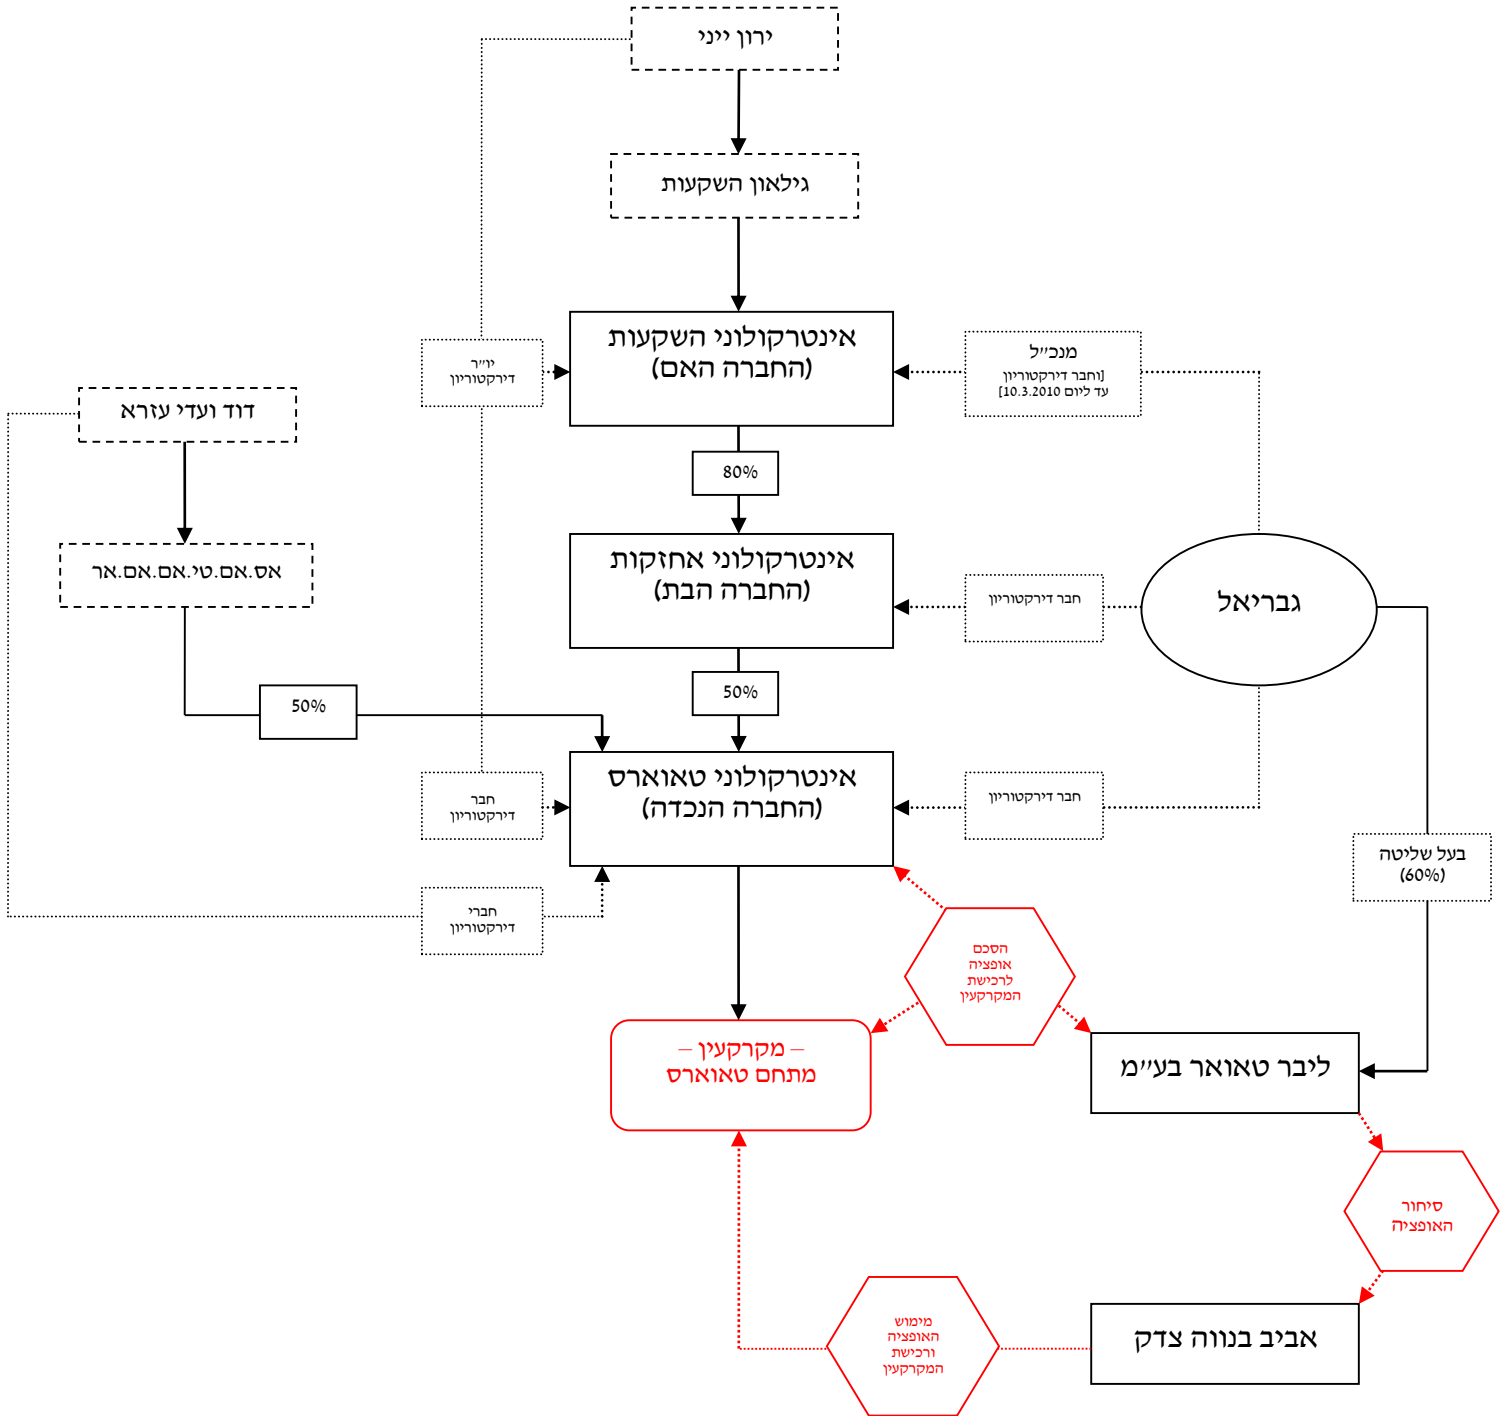 ירון ייני
גילאון השקעות
אינטרקולוני השקעות
(החברה האם)
יו"ר
דירקטוריון
מנכ"ל
[וחבר דירקטוריון
עד ליום 10.3.2010]
דוד ועדי עזרא
80%
אינטרקולוני אחזקות
(החברה הבת)
חבר דירקטוריון
גבריאל
אס.אם.טי.אם.אם.אר
50%
50%
אינטרקולוני טאוארס
(החברה הנכדה)
חבר
דירקטוריון
חבר דירקטוריון
בעל שליטה
(60%)
חברי
דירקטוריון
הסכם
אופציה
לרכישת
המקרקעין
– מקרקעין –
מתחם טאוארס
ליבר טאואר בע"מ
סיחור
האופציה
מימוש
האופציה
ורכישת
המקרקעין
אביב בנווה צדק